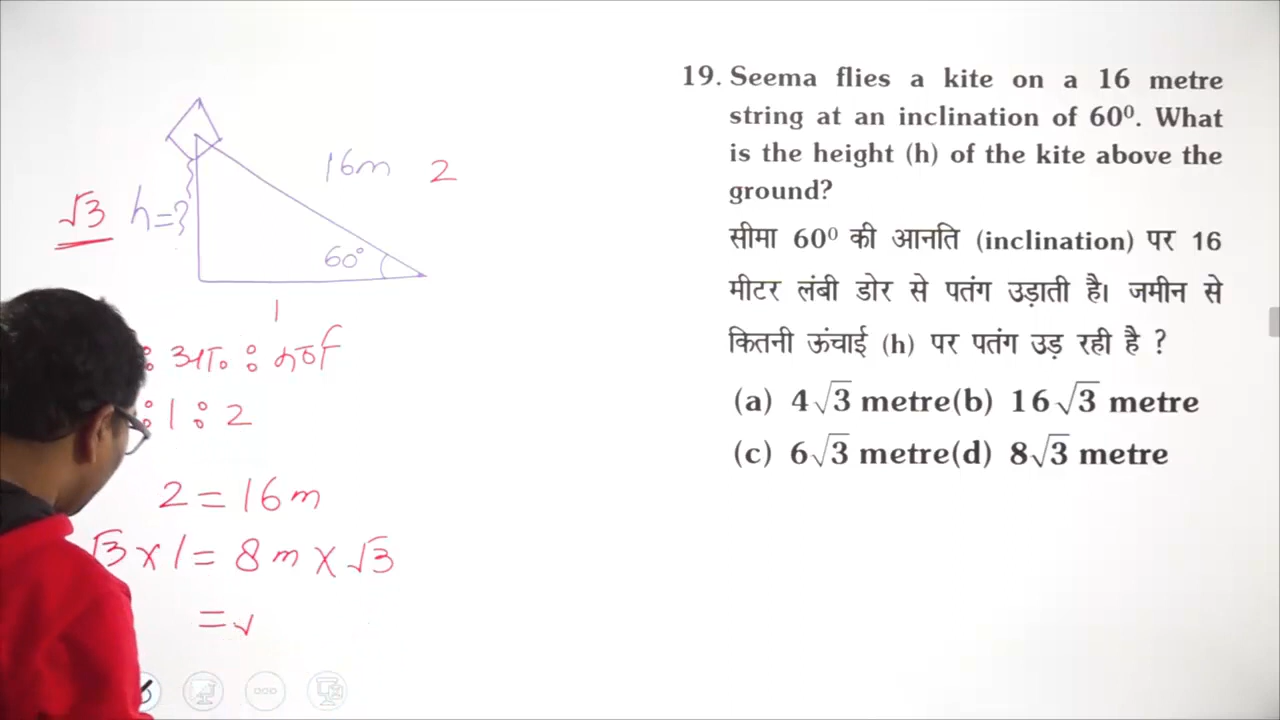 16m 2
√3 h=?
60°
1
: आ० : कर्ण
: 1 : 2
2 = 16 m
√3 × 1 = 8 m × √3
= √
19. Seema flies a kite on a 16 metre
string at an inclination of 60⁰. What
is the height (h) of the kite above the
ground?
सीमा 60⁰ की आनति (inclination) पर 16
मीटर लंबी डोर से पतंग उड़ाती है। जमीन से
कितनी ऊंचाई (h) पर पतंग उड़ रही है ?
(a) 4√3 metre(b) 16√3 metre
(c) 6√3 metre(d) 8√3 metre